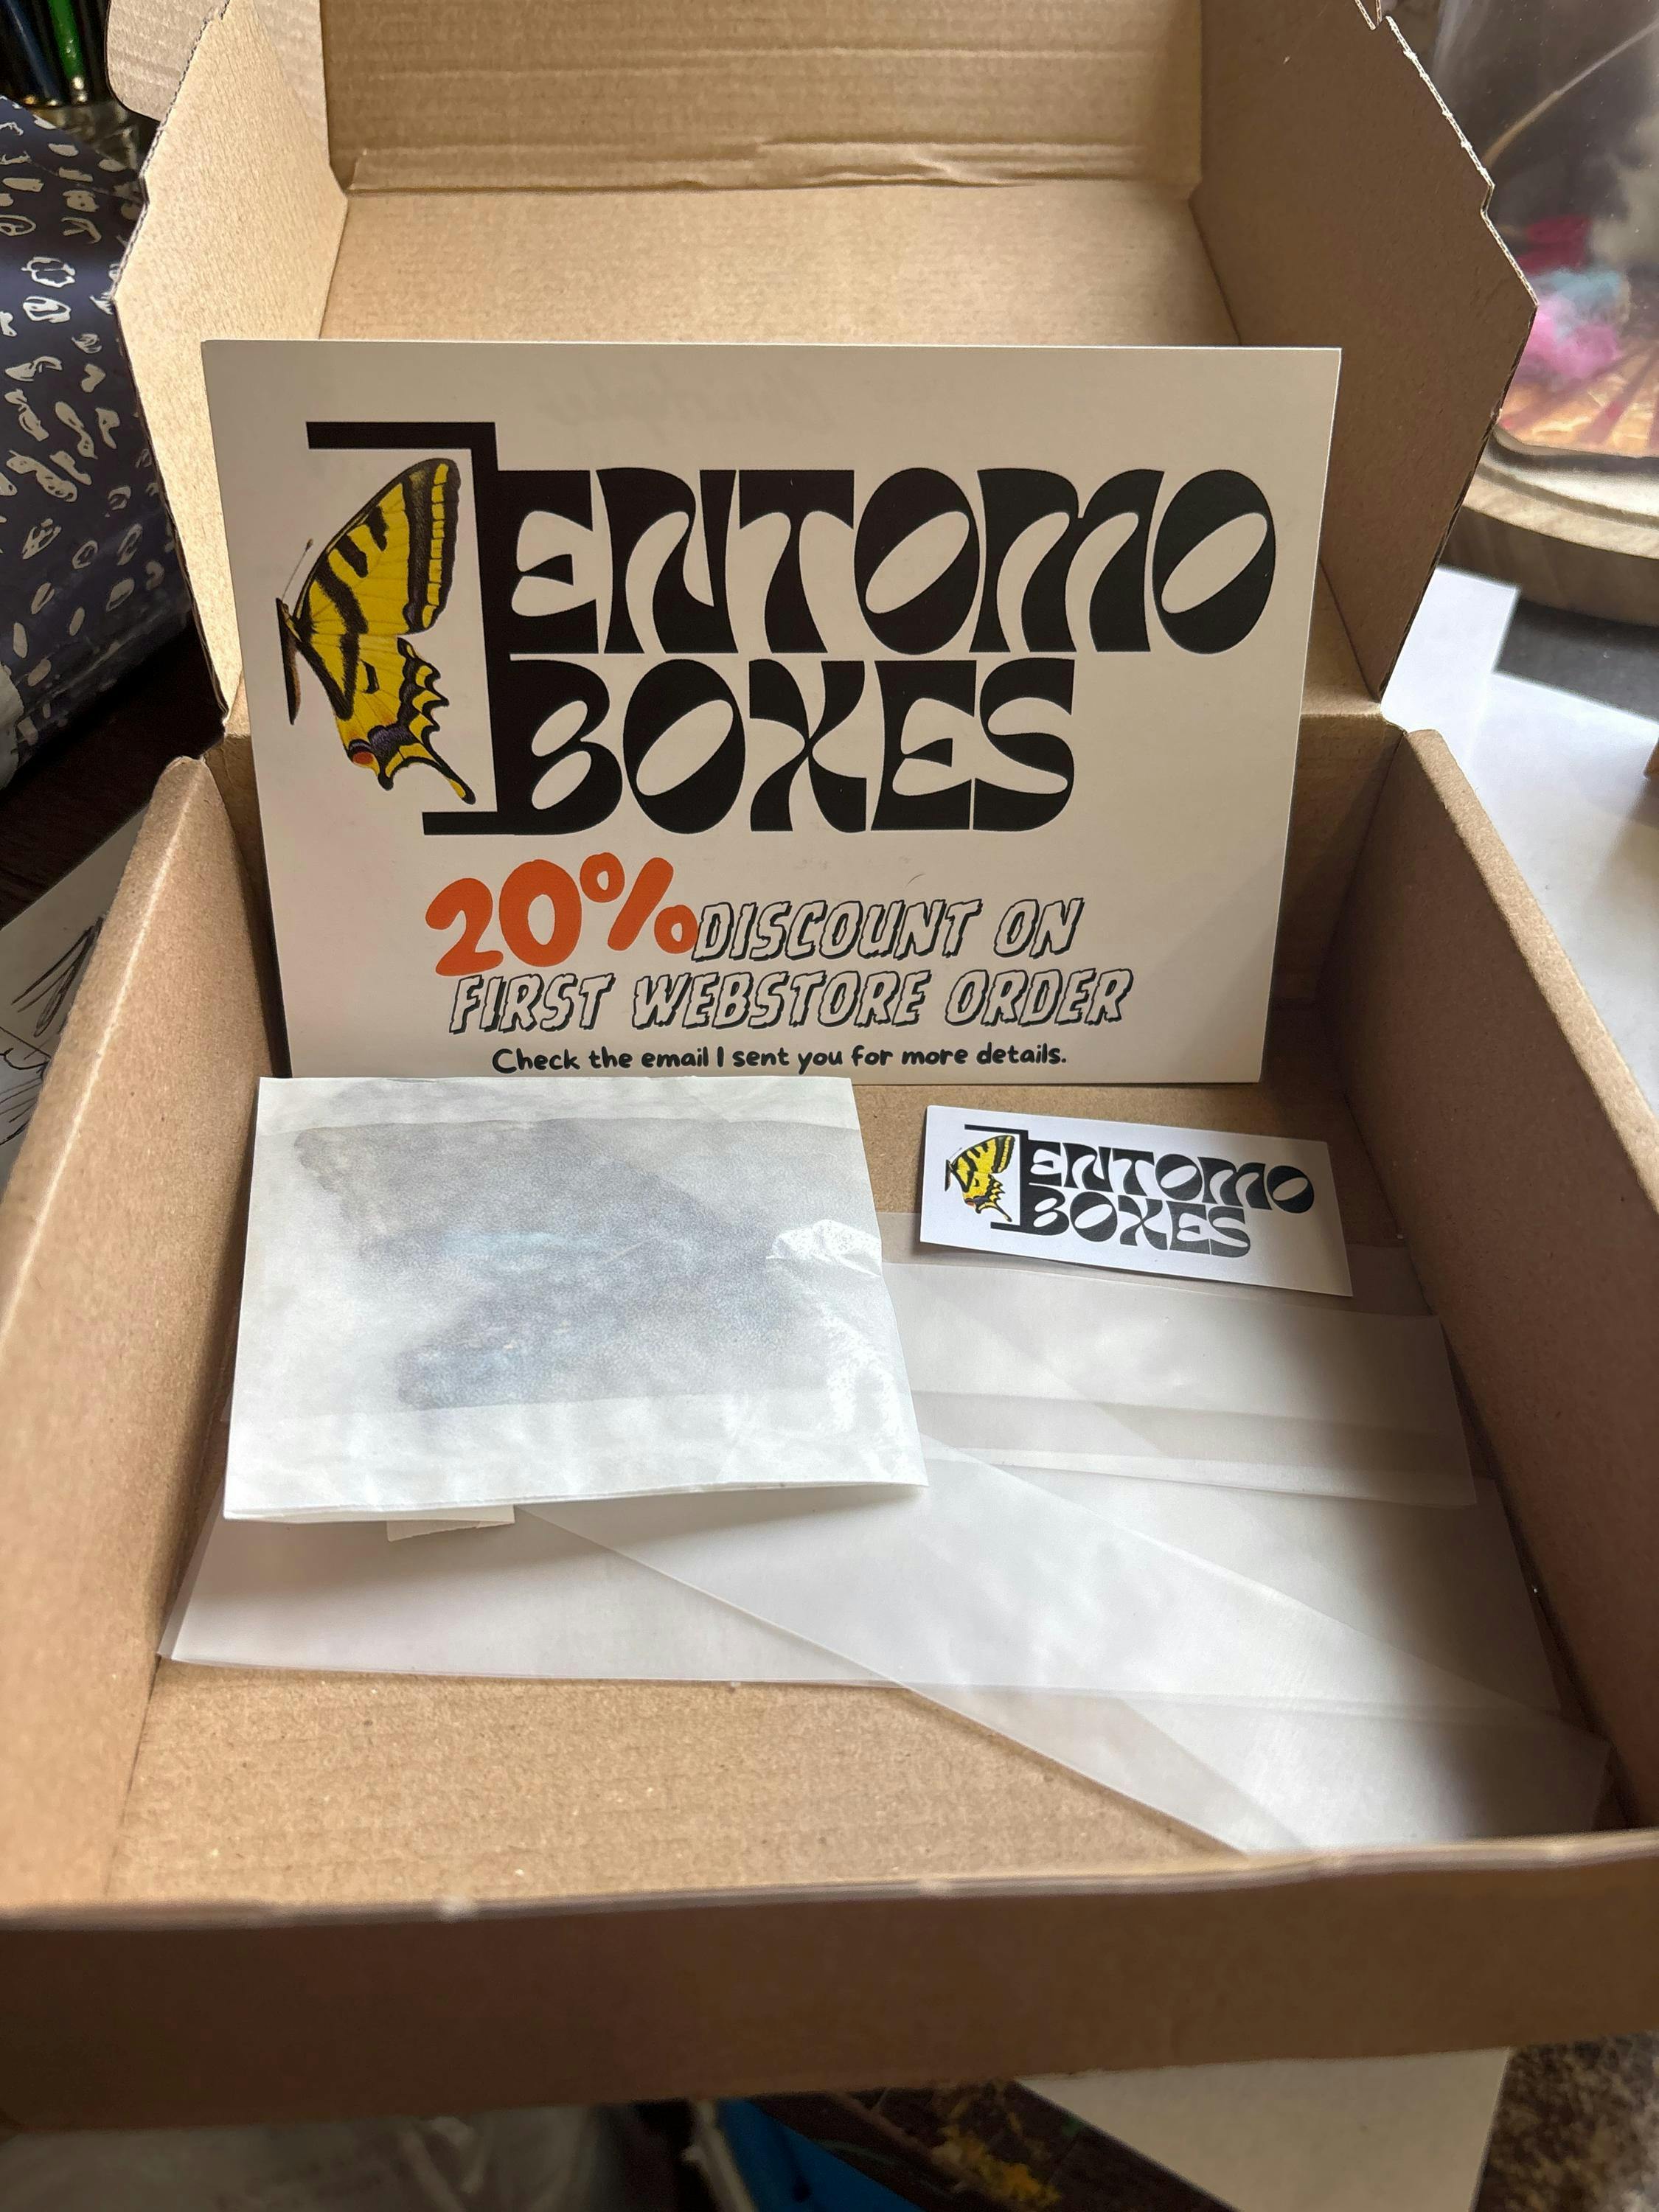 ENTOMO
BOXES
20% DISCOUNT ON
FIRST WEBSTORE ORDER
Check the email I sent you for more details.
ENTOMO
BOXES